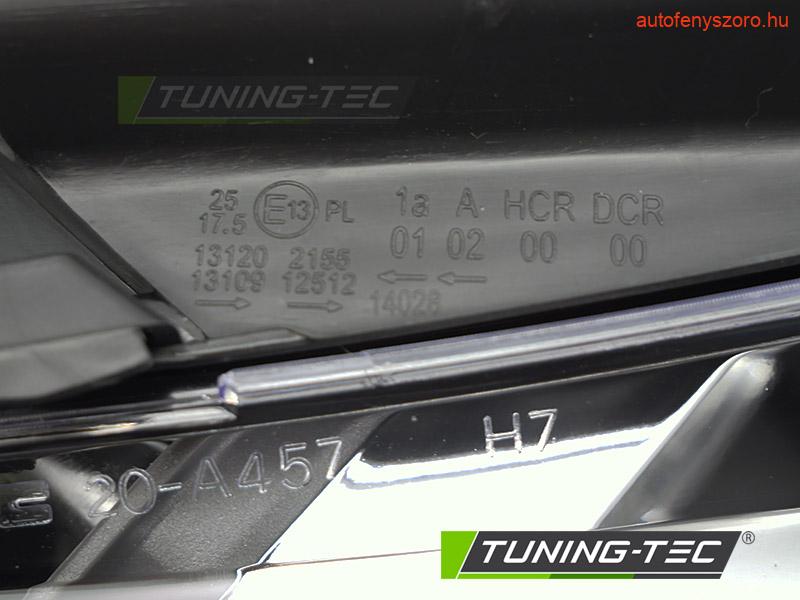 autofenyszoro.hu
TUNING-TEC
25 E13 PL 1a A HCR DCR
17.5 01 02 00 00
13120 2155
13109 12512 ← ←
→ → 14028
20-A457 H7
TUNING-TEC®